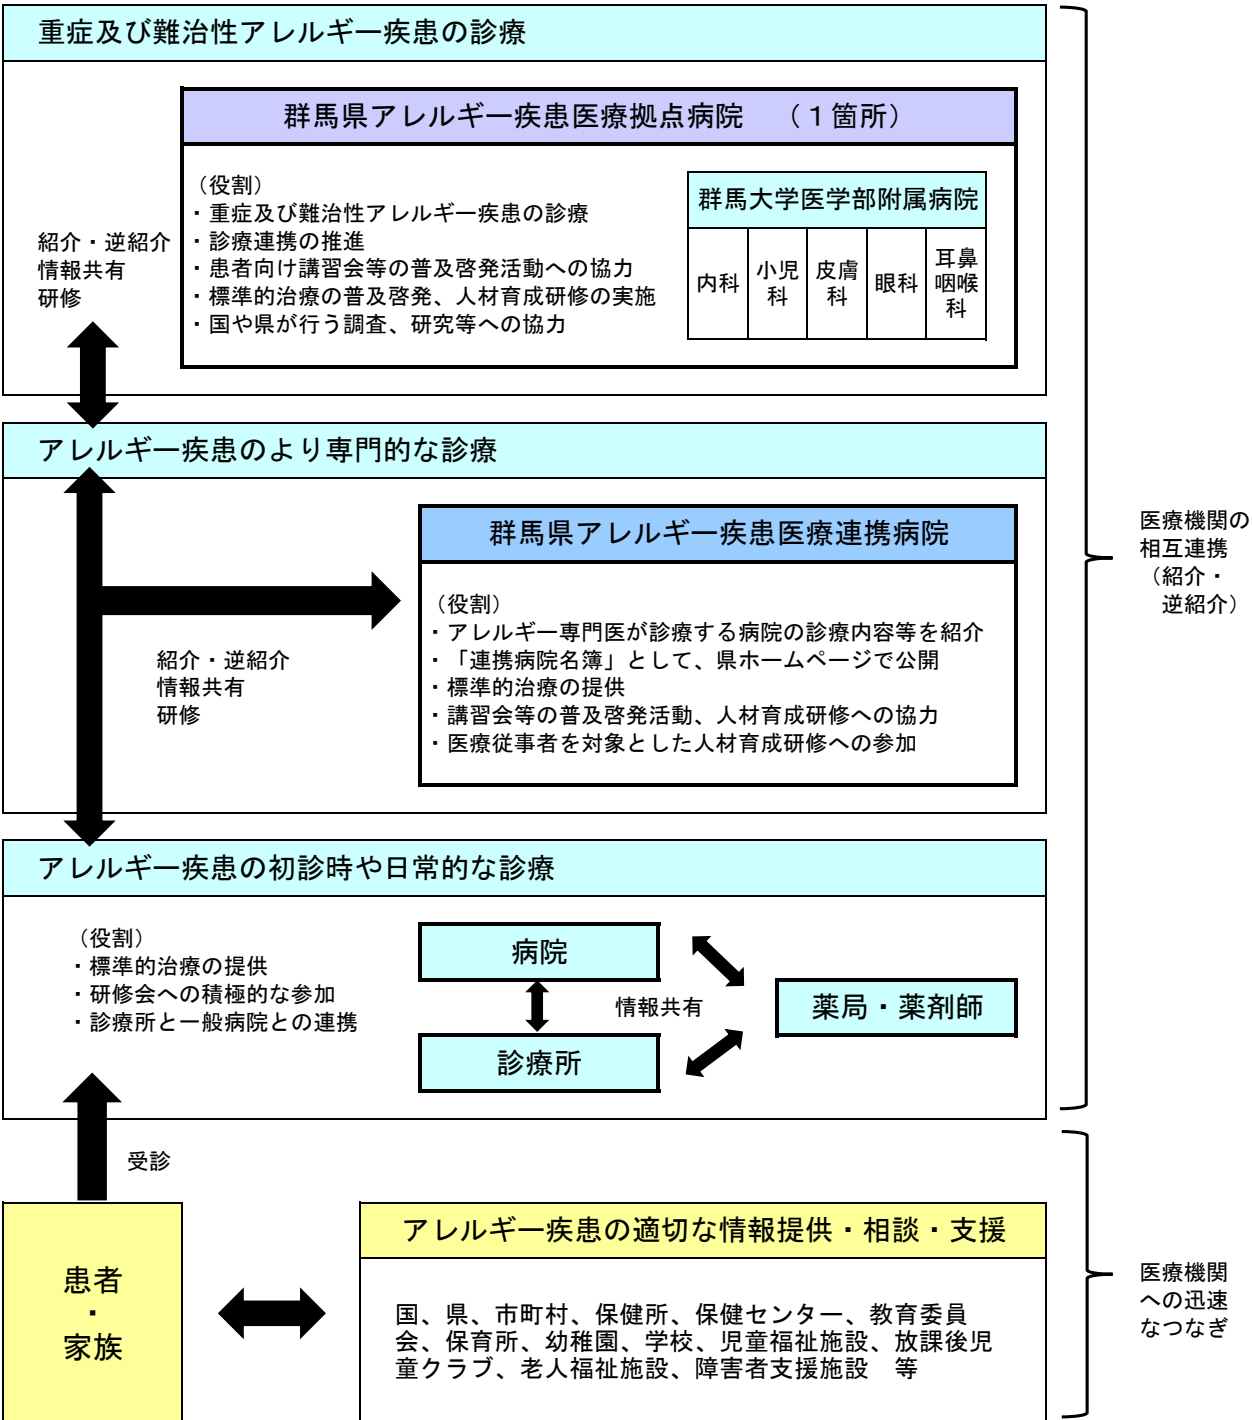 重症及び難治性アレルギー疾患の診療
群馬県アレルギー疾患医療拠点病院　（１箇所）
（役割）
・重症及び難治性アレルギー疾患の診療
・診療連携の推進
・患者向け講習会等の普及啓発活動への協力
・標準的治療の普及啓発、人材育成研修の実施
・国や県が行う調査、研究等への協力
群馬大学医学部附属病院
内科
小児
科
皮膚
科
眼科
耳鼻
咽喉
科
紹介・逆紹介
情報共有
研修
アレルギー疾患のより専門的な診療
群馬県アレルギー疾患医療連携病院
（役割）
・アレルギー専門医が診療する病院の診療内容等を紹介
・「連携病院名簿」として、県ホームページで公開
・標準的治療の提供
・講習会等の普及啓発活動、人材育成研修への協力
・医療従事者を対象とした人材育成研修への参加
紹介・逆紹介
情報共有
研修
医療機関の
相互連携
（紹介・
逆紹介）
アレルギー疾患の初診時や日常的な診療
（役割）
・標準的治療の提供
・研修会への積極的な参加
・診療所と一般病院との連携
病院
情報共有
診療所
薬局・薬剤師
受診
患者
・
家族
アレルギー疾患の適切な情報提供・相談・支援
国、県、市町村、保健所、保健センター、教育委員
会、保育所、幼稚園、学校、児童福祉施設、放課後児
童クラブ、老人福祉施設、障害者支援施設　等
医療機関
への迅速
なつなぎ